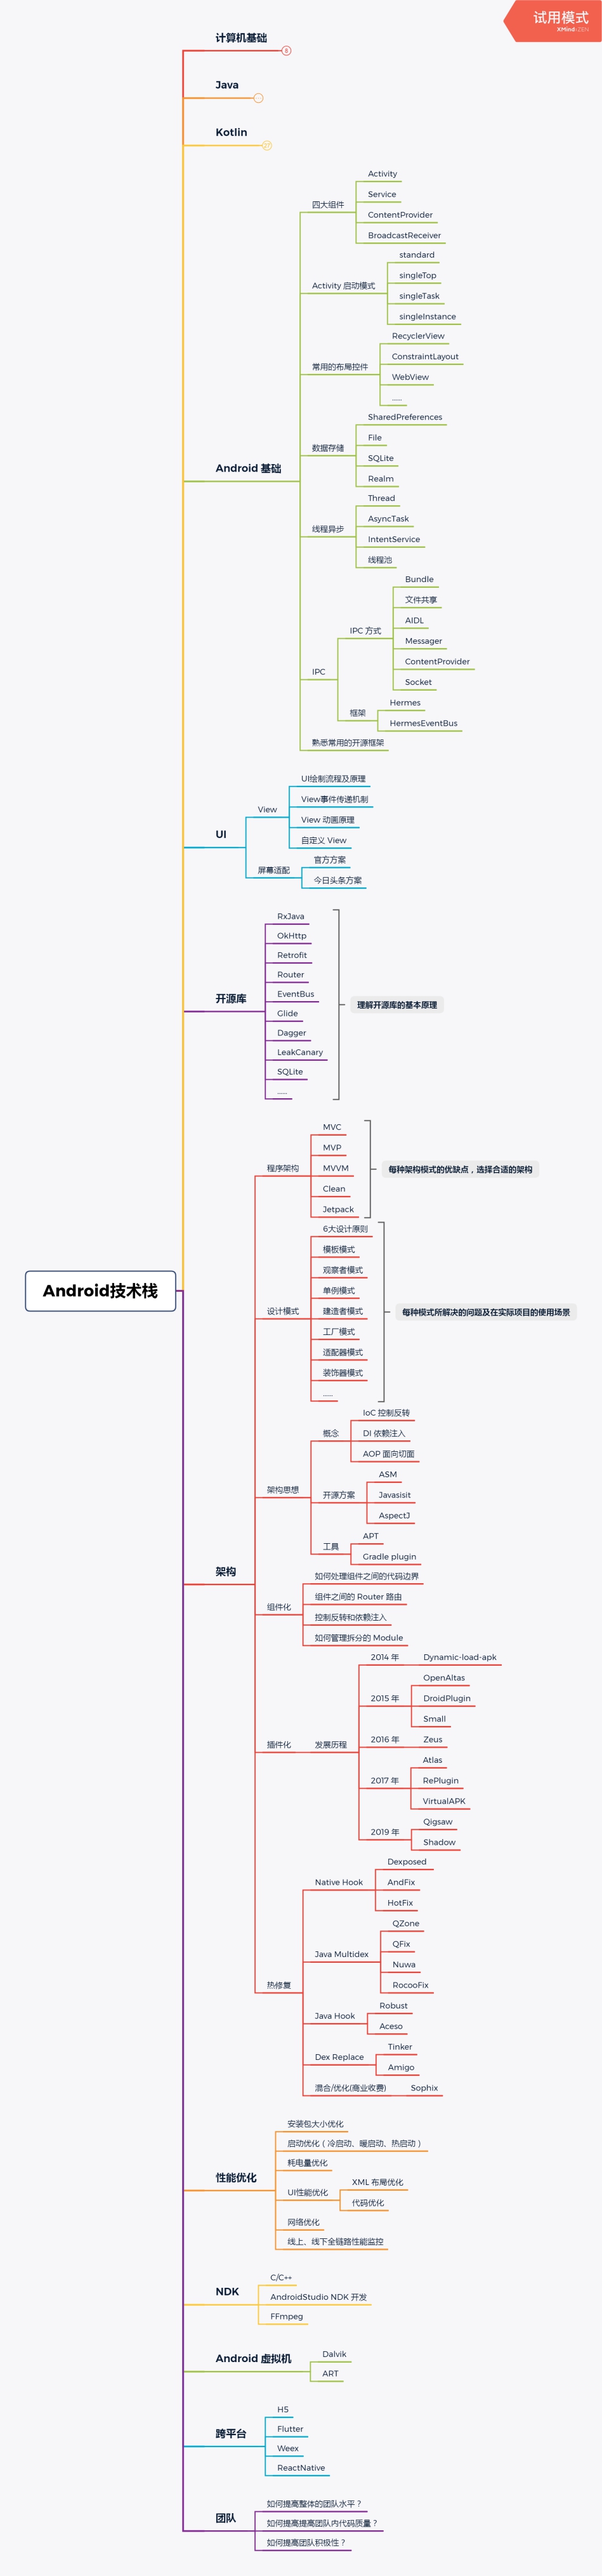 试用模式
XMind:ZEN
计算机基础
Java
Kotlin
Android技术栈
Android 基础
四大组件
Activity
Service
ContentProvider
BroadcastReceiver
Activity 启动模式
standard
singleTop
singleTask
singleInstance
常用的布局控件
RecyclerView
ConstraintLayout
WebView
......
数据存储
SharedPreferences
File
SQLite
Realm
线程异步
Thread
AsyncTask
IntentService
线程池
IPC
IPC 方式
Bundle
文件共享
AIDL
Messager
ContentProvider
Socket
框架
Hermes
HermesEventBus
熟悉常用的开源框架
UI
View
UI绘制流程及原理
View事件传递机制
View 动画原理
自定义 View
屏幕适配
官方方案
今日头条方案
开源库
RxJava
OkHttp
Retrofit
Router
EventBus
Glide
Dagger
LeakCanary
SQLite
......
理解开源库的基本原理
架构
程序架构
MVC
MVP
MVVM
Clean
Jetpack
每种架构模式的优缺点，选择合适的架构
设计模式
6大设计原则
模板模式
观察者模式
单例模式
建造者模式
工厂模式
适配器模式
装饰器模式
......
每种模式所解决的问题及在实际项目的使用场景
架构思想
概念
IoC 控制反转
DI 依赖注入
AOP 面向切面
开源方案
ASM
Javasisit
AspectJ
工具
APT
Gradle plugin
组件化
如何处理组件之间的代码边界
组件之间的 Router 路由
控制反转和依赖注入
如何管理拆分的 Module
插件化
发展历程
2014 年
Dynamic-load-apk
2015 年
OpenAltas
DroidPlugin
Small
2016 年
Zeus
2017 年
Atlas
RePlugin
VirtualAPK
2019 年
Qigsaw
Shadow
热修复
Native Hook
Dexposed
AndFix
HotFix
Java Multidex
QZone
QFix
Nuwa
RocooFix
Java Hook
Robust
Aceso
Dex Replace
Tinker
Amigo
混合/优化(商业收费)
Sophix
性能优化
安装包大小优化
启动优化（冷启动、暖启动、热启动）
耗电量优化
UI性能优化
XML 布局优化
代码优化
网络优化
线上、线下全链路性能监控
NDK
C/C++
AndroidStudio NDK 开发
FFmpeg
Android 虚拟机
Dalvik
ART
跨平台
H5
Flutter
Weex
ReactNative
团队
如何提高整体的团队水平？
如何提高提高团队内代码质量？
如何提高团队积极性？